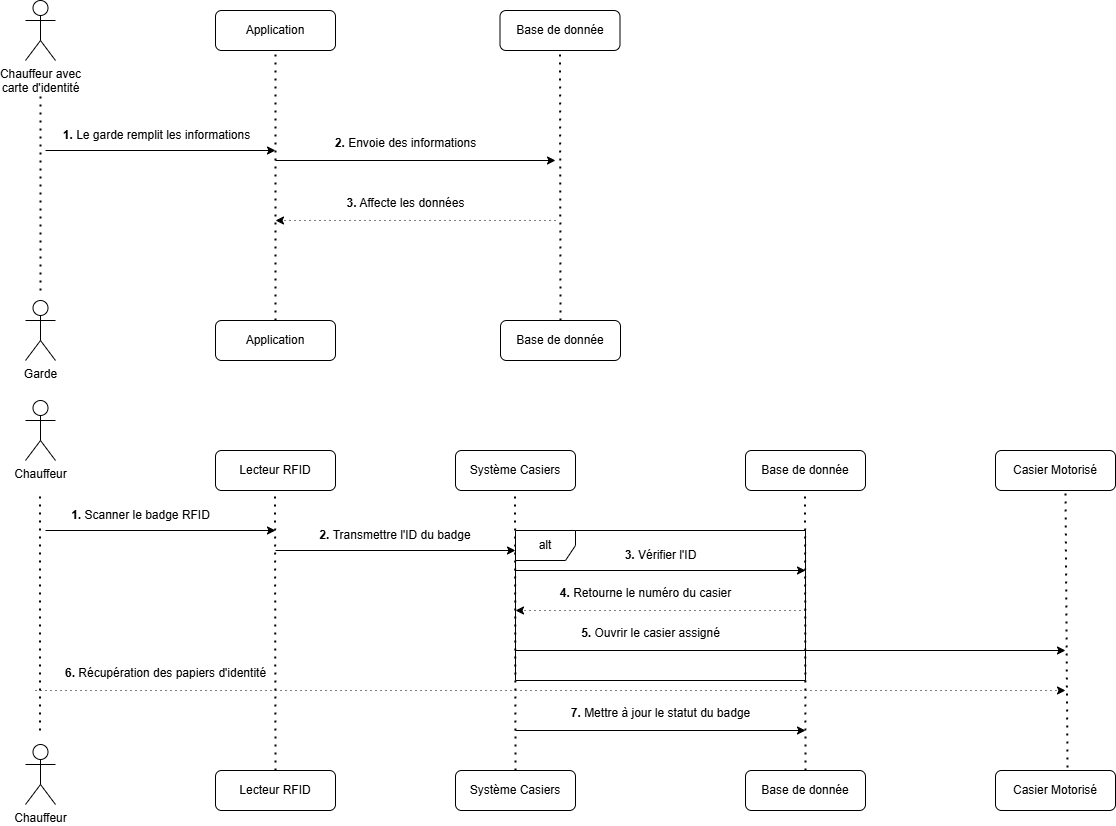 Chauffeur avec
carte d'identité
Application
Base de donnée
1. Le garde remplit les informations
2. Envoie des informations
3. Affecte les données
Garde
Application
Base de donnée
Chauffeur
Lecteur RFID
Système Casiers
Base de donnée
Casier Motorisé
1. Scanner le badge RFID
2. Transmettre l'ID du badge
alt
3. Vérifier l'ID
4. Retourne le numéro du casier
5. Ouvrir le casier assigné
6. Récupération des papiers d'identité
7. Mettre à jour le statut du badge
Chauffeur
Lecteur RFID
Système Casiers
Base de donnée
Casier Motorisé